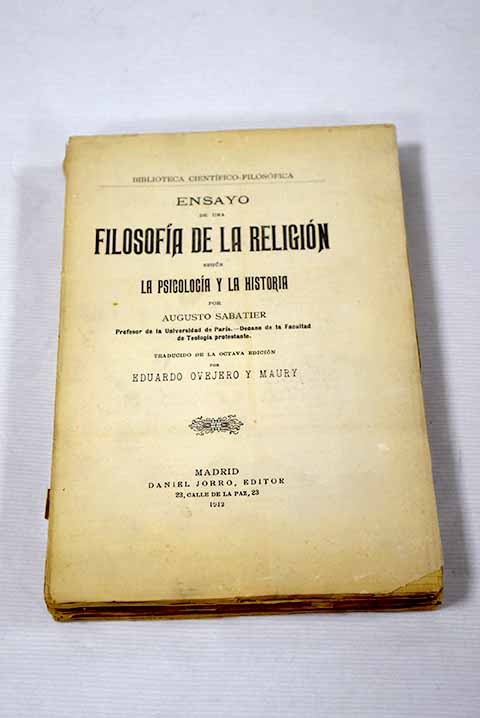 BIBLIOTECA CIENTÍFICO-FILOSÓFICA
ENSAYO
DE UNA
FILOSOFÍA DE LA RELIGIÓN
SEGÚN
LA PSICOLOGÍA Y LA HISTORIA
POR
AUGUSTO SABATIER
Profesor de la Universidad de París.—Decano de la Facultad
de Teología protestante.
TRADUCIDO DE LA OCTAVA EDICIÓN
POR
EDUARDO OVEJERO Y MAURY
MADRID
DANIEL JORRO, EDITOR
23, CALLE DE LA PAZ, 23
1912